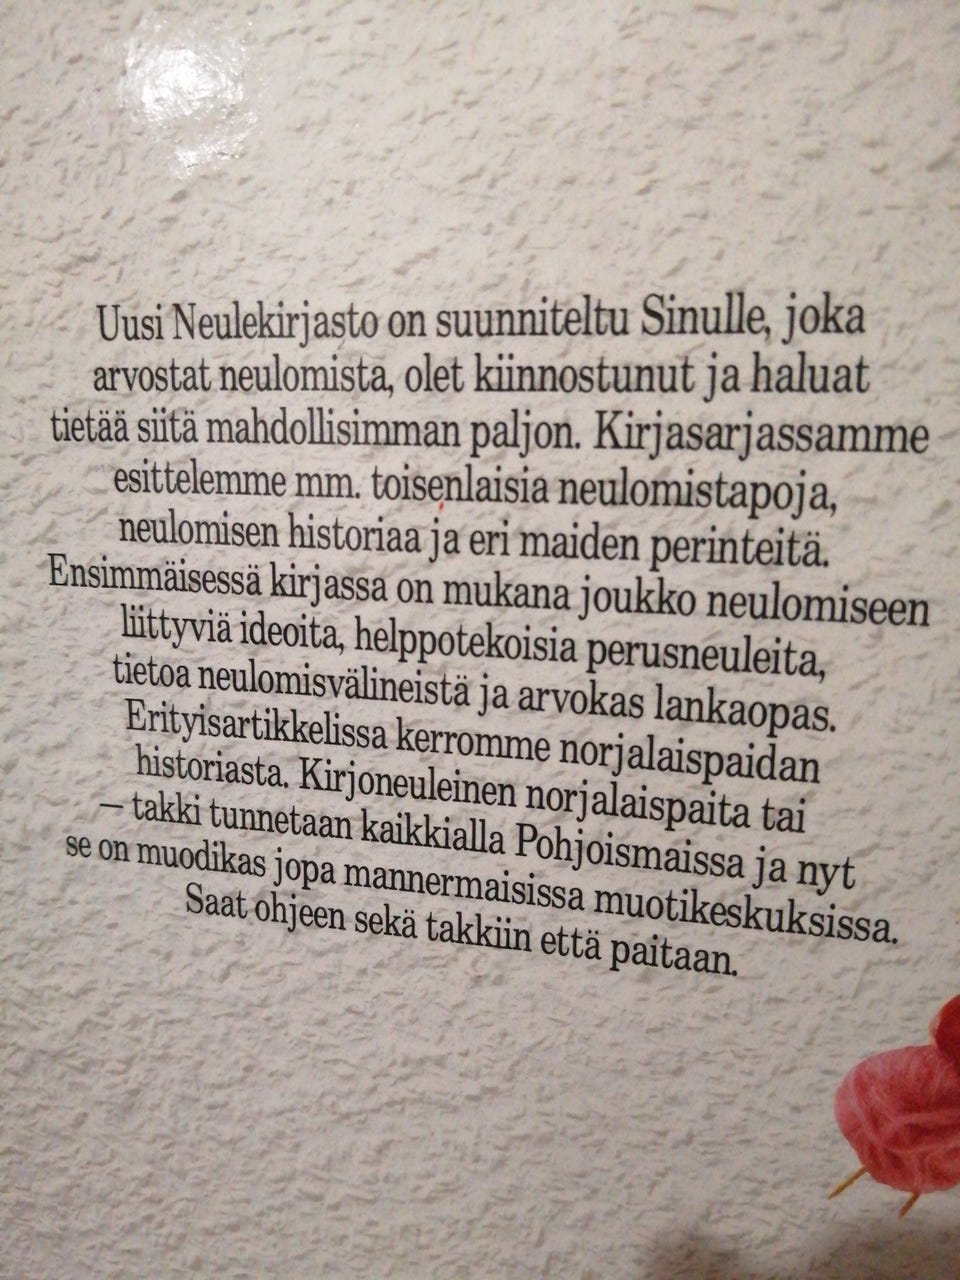 Uusi Neulekirjasto on suunniteltu Sinulle, joka
arvostat neulomista, olet kiinnostunut ja haluat
tietää siitä mahdollisimman paljon. Kirjasarjassamme
esittelemme mm. toisenlaisia neulomistapoja,
neulomisen historiaa ja eri maiden perinteitä.
Ensimmäisessä kirjassa on mukana joukko neulomiseen
liittyviä ideoita, helppotekoisia perusneuleita,
tietoa neulomisvälineistä ja arvokas lankaopas.
Erityisartikkelissa kerromme norjalaispaidan
historiasta. Kirjoneuleinen norjalaispaita tai
– takki tunnetaan kaikkialla Pohjoismaissa ja nyt
se on muodikas jopa mannermaisissa muotikeskuksissa.
Saat ohjeen sekä takkiin että paitaan.